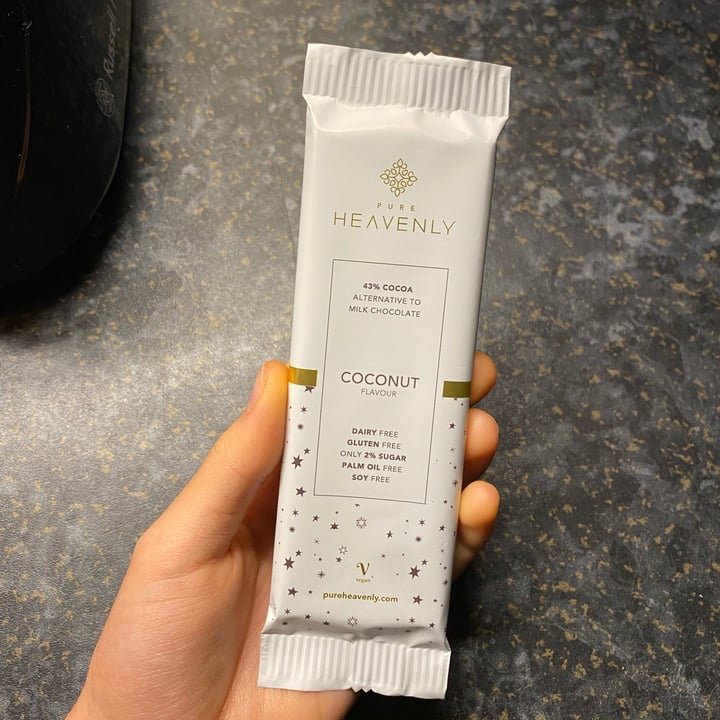 Russell
PURE
HEAVENLY
43% COCOA
ALTERNATIVE TO
MILK CHOCOLATE
COCONUT
FLAVOUR
DAIRY FREE
GLUTEN FREE
ONLY 2% SUGAR
PALM OIL FREE
SOY FREE
V
vegan
pureheavenly.com